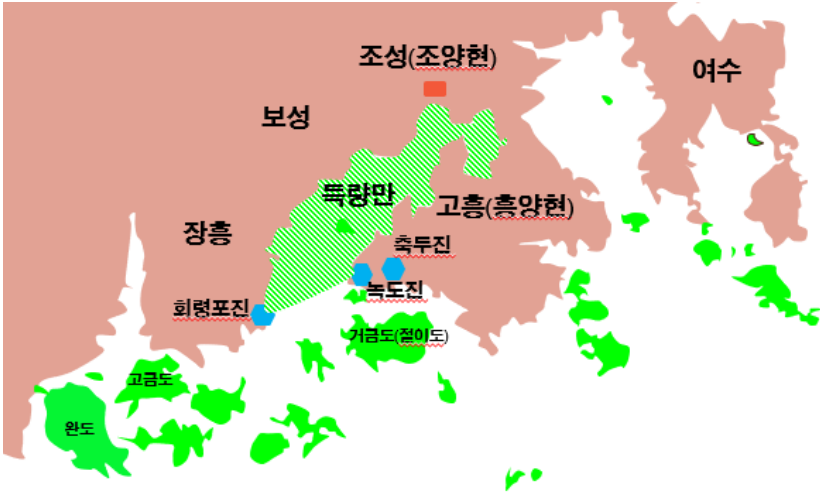 조성(조양현)
여수
보성
득량만
고흥(흥양현)
장흥
축두진
녹도진
회령포진
거금도(절이도)
고금도
완도